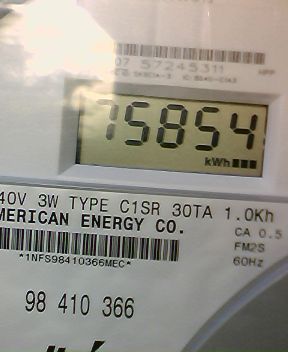 07 57245311
75854
kWh
40V 3W TYPE C1SR 30TA 1.0Kh
MERICAN ENERGY CO.
CA 0.5
FM2S
*1NFS98410366MEC*
60Hz
98 410 366